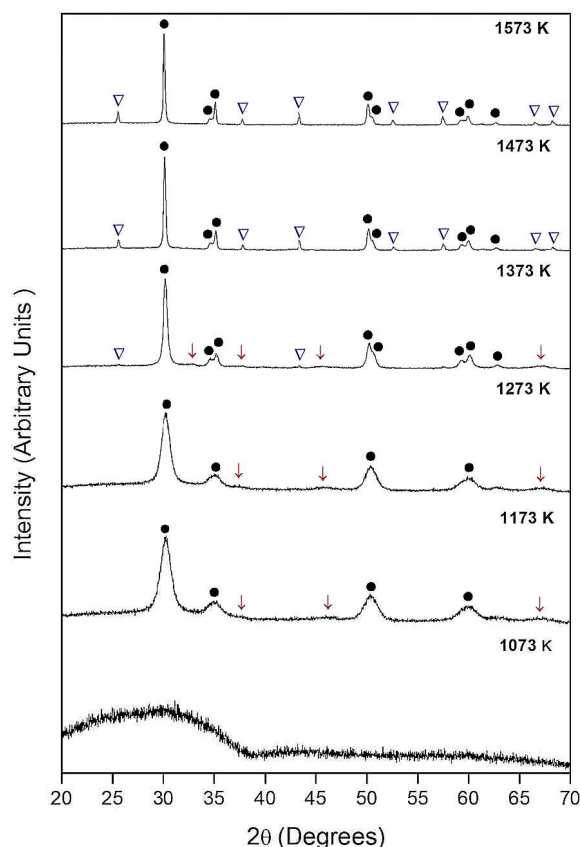 1573 K
1473 K
1373 K
1273 K
1173 K
1073 K
Intensity (Arbitrary Units )
20 25 30 35 40 45 50 55 60 65 70
2θ (Degrees)